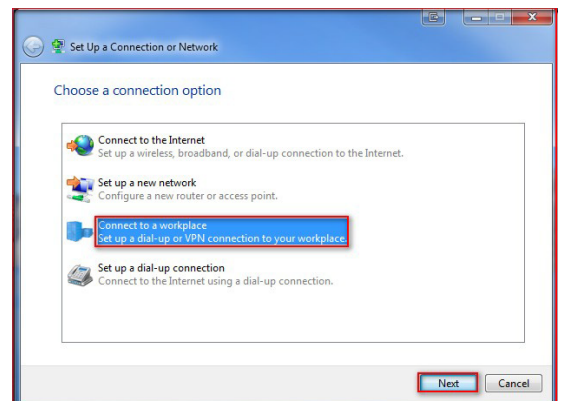 Set Up a Connection or Network
Choose a connection option
Connect to the Internet
Set up a wireless, broadband, or dial-up connection to the Internet.
Set up a new network
Configure a new router or access point.
Connect to a workplace
Set up a dial-up or VPN connection to your workplace.
Set up a dial-up connection
Connect to the Internet using a dial-up connection.
Next
Cancel